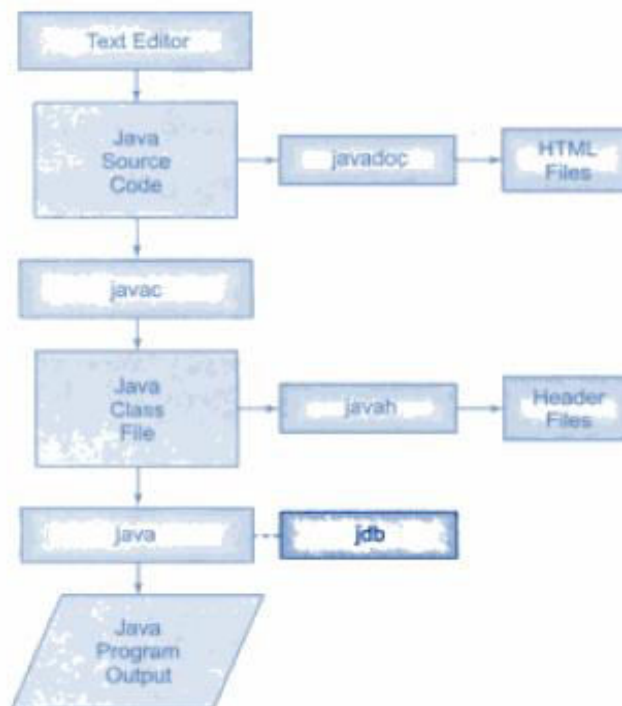 Text Editor
Java
Source
Code
javadoc
HTML
Files
javac
Java
Class
File
javah
Header
Files
java
jdb
Java
Program
Output